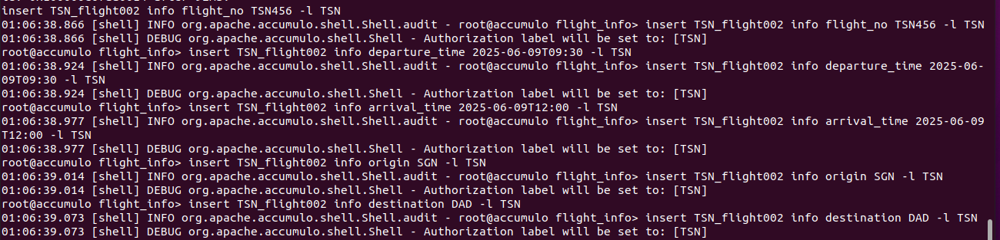 insert TSN_flight002 info flight_no TSN456 -l TSN
01:06:38.866 [shell] INFO org.apache.accumulo.shell.Shell.audit - root@accumulo flight_info> insert TSN_flight002 info flight_no TSN456 -l TSN
01:06:38.866 [shell] DEBUG org.apache.accumulo.shell.Shell - Authorization label will be set to: [TSN]
root@accumulo flight_info> insert TSN_flight002 info departure_time 2025-06-09T09:30 -l TSN
01:06:38.924 [shell] INFO org.apache.accumulo.shell.Shell.audit - root@accumulo flight_info> insert TSN_flight002 info departure_time 2025-06-
09T09:30 -l TSN
01:06:38.924 [shell] DEBUG org.apache.accumulo.shell.Shell - Authorization label will be set to: [TSN]
root@accumulo flight_info> insert TSN_flight002 info arrival_time 2025-06-09T12:00 -l TSN
01:06:38.977 [shell] INFO org.apache.accumulo.shell.Shell.audit - root@accumulo flight_info> insert TSN_flight002 info arrival_time 2025-06-09
T12:00 -l TSN
01:06:38.977 [shell] DEBUG org.apache.accumulo.shell.Shell - Authorization label will be set to: [TSN]
root@accumulo flight_info> insert TSN_flight002 info origin SGN -l TSN
01:06:39.014 [shell] INFO org.apache.accumulo.shell.Shell.audit - root@accumulo flight_info> insert TSN_flight002 info origin SGN -l TSN
01:06:39.014 [shell] DEBUG org.apache.accumulo.shell.Shell - Authorization label will be set to: [TSN]
root@accumulo flight_info> insert TSN_flight002 info destination DAD -l TSN
01:06:39.073 [shell] INFO org.apache.accumulo.shell.Shell.audit - root@accumulo flight_info> insert TSN_flight002 info destination DAD -l TSN
01:06:39.073 [shell] DEBUG org.apache.accumulo.shell.Shell - Authorization label will be set to: [TSN]